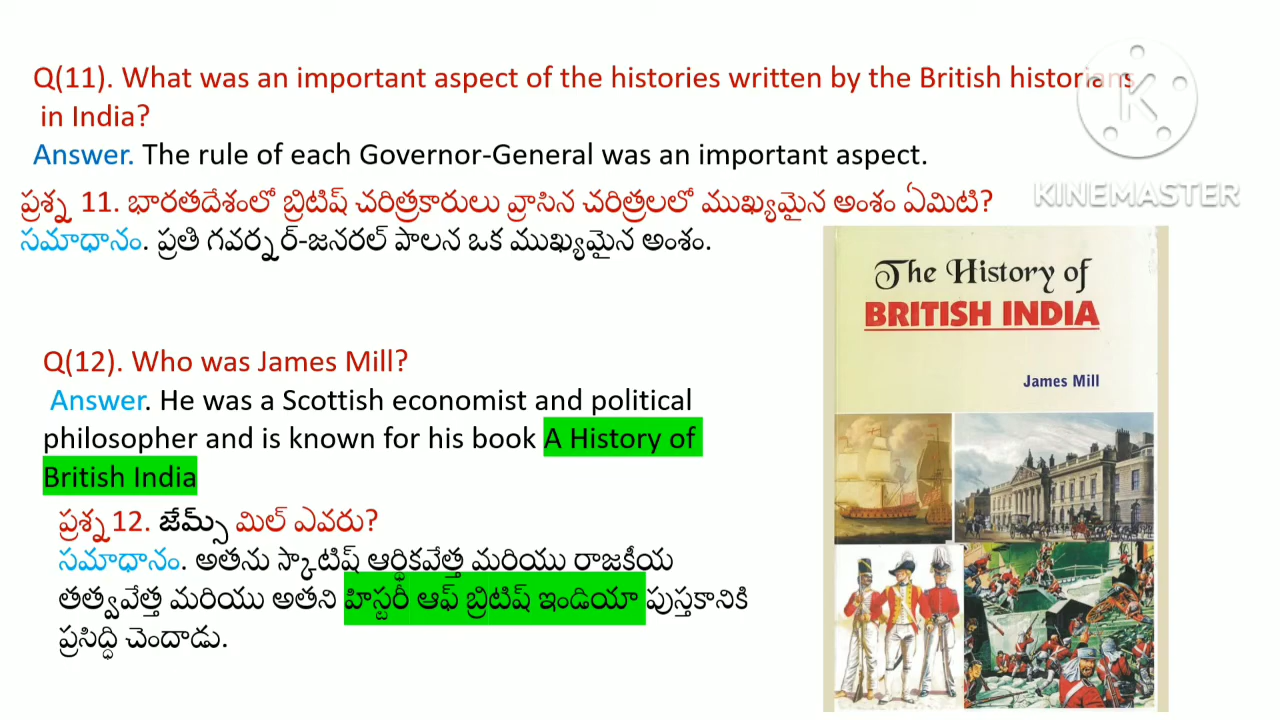 Q(11). What was an important aspect of the histories written by the British historians
in India?
Answer. The rule of each Governor-General was an important aspect.
ప్రశ్న 11. భారతదేశంలో బ్రిటిష్ చరిత్రకారులు వ్రాసిన చరిత్రలలో ముఖ్యమైన అంశం ఏమిటి?
సమాధానం. ప్రతి గవర్నర్-జనరల్ పాలన ఒక ముఖ్యమైన అంశం.
K
KINEMASTER
Q(12). Who was James Mill?
Answer. He was a Scottish economist and political
philosopher and is known for his book A History of
British India
ప్రశ్న 12. జేమ్స్ మిల్ ఎవరు?
సమాధానం. అతను స్కాటిష్ ఆర్థికవేత్త మరియు రాజకీయ
తత్వవేత్త మరియు అతని హిస్టరీ ఆఫ్ బ్రిటిష్ ఇండియా పుస్తకానికి
ప్రసిద్ధి చెందాడు.
The History of
BRITISH INDIA
James Mill